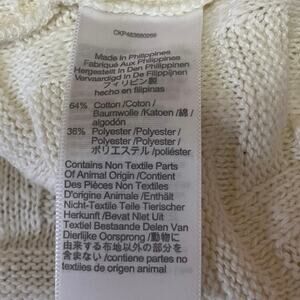 Made In Philippines
Fabriqué Aux Philippines
Hergestellt In Den Philippinen
Vervaardigd In De Filippijnen
フィリピン製
hecho en filipinas
64% Cotton /Coton /
Baumwolle /Katoen /綿 /
algodón
36% Polyester /Polyester /
Polyester /Polyester /
ポリエステル /poliéster
Contains Non Textile Parts
Of Animal Origin /Contient
Des Pièces Non Textiles
D'origine Animale /Enthält
Nicht-Textile Teile Tierischer
Herkunft /Bevat Niet Uit
Textiel Bestaande Delen Van
Dierlijke Oorsprong /動物に
由来する布地以外の部分を
含む /contiene partes no
textiles de origen animal